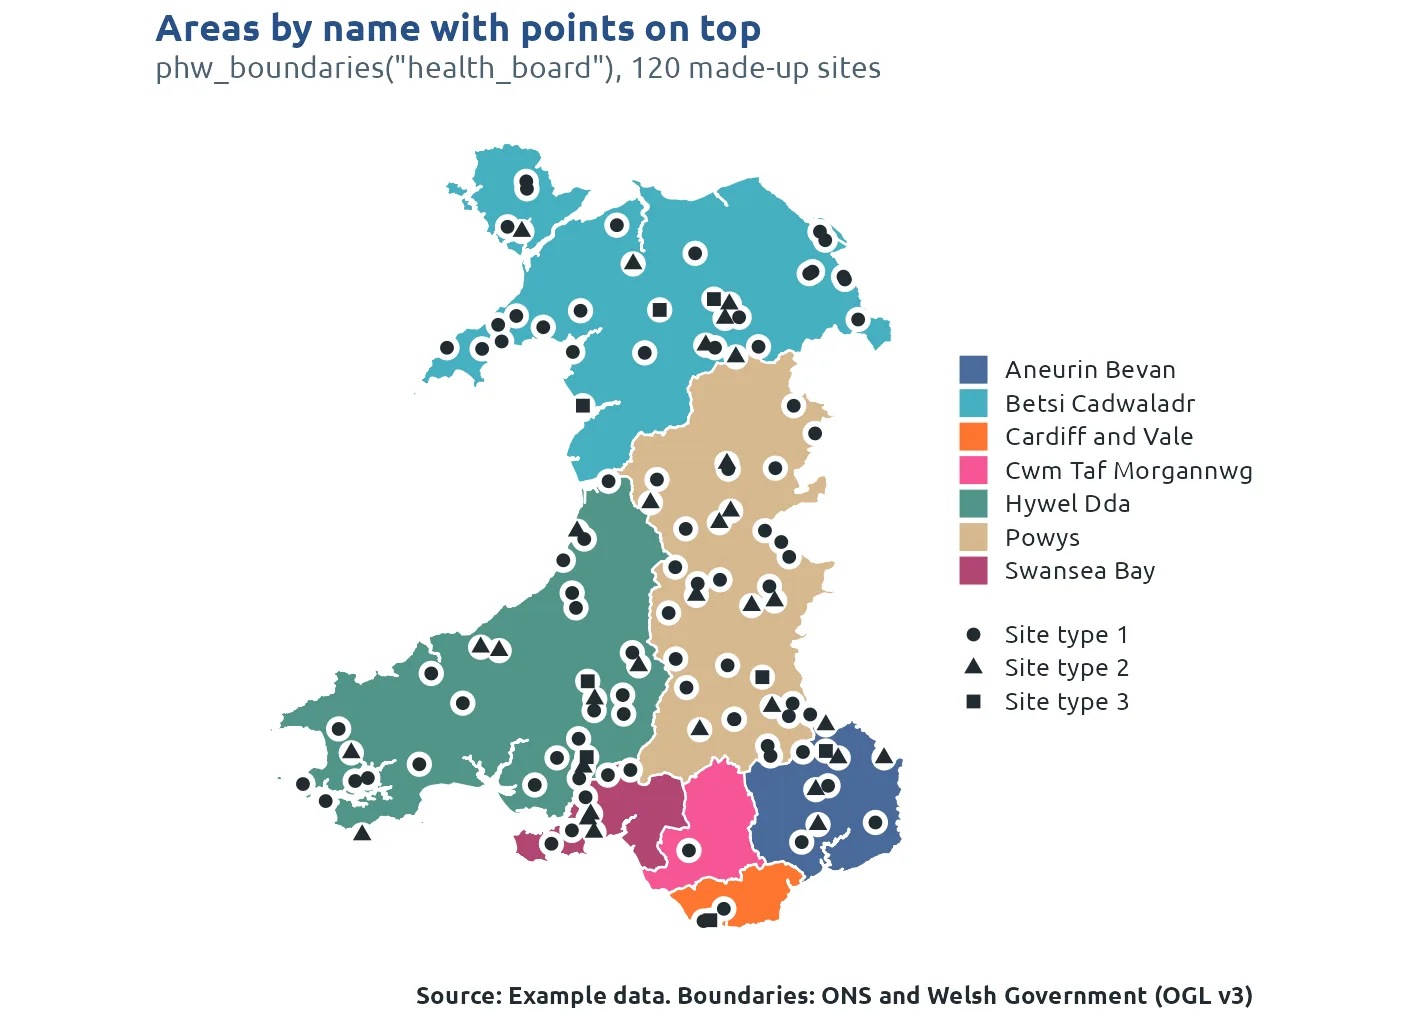 Areas by name with points on top
phw_boundaries("health_board"), 120 made-up sites
Aneurin Bevan
Betsi Cadwaladr
Cardiff and Vale
Cwm Taf Morgannwg
Hywel Dda
Powys
Swansea Bay
Site type 1
Site type 2
Site type 3
Source: Example data. Boundaries: ONS and Welsh Government (OGL v3)